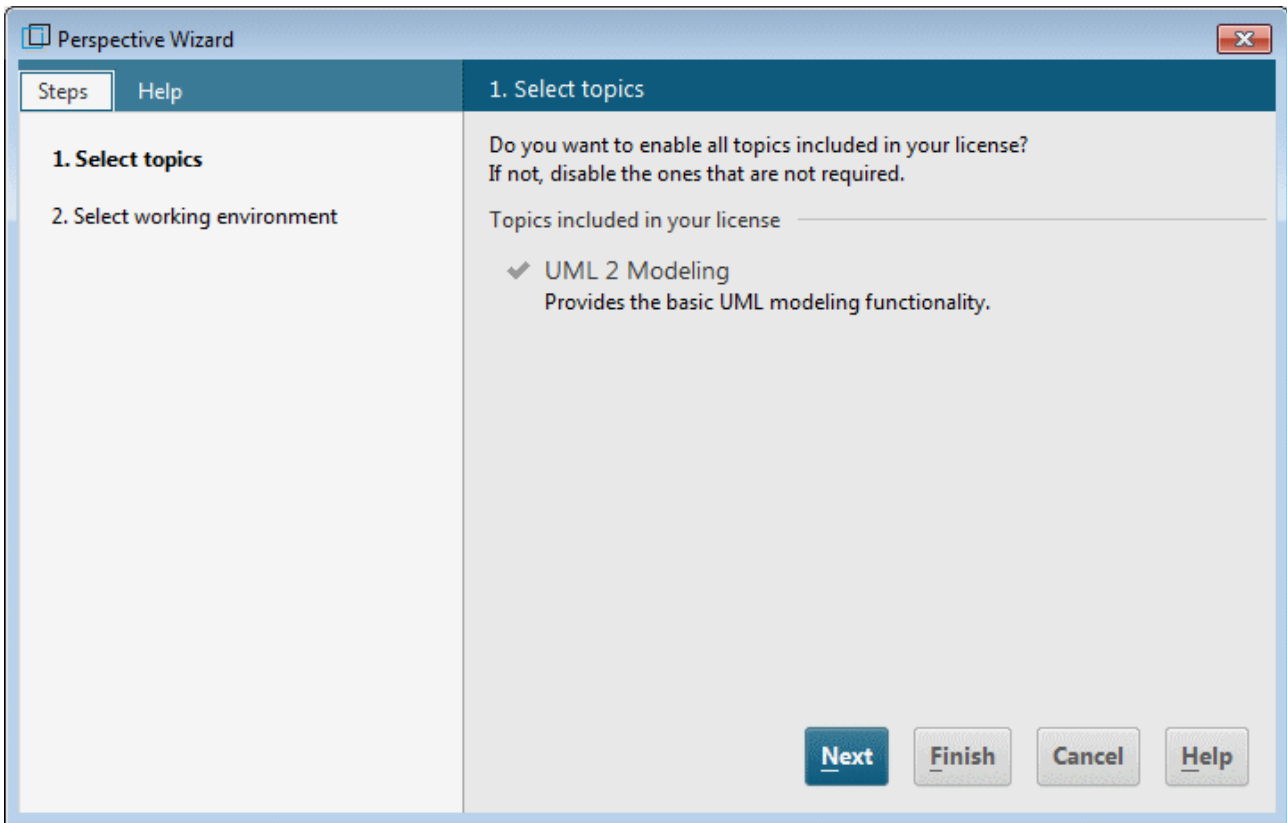 Perspective Wizard
Steps
Help
1. Select topics
2. Select working environment
1. Select topics
Do you want to enable all topics included in your license?
If not, disable the ones that are not required.
Topics included in your license
UML 2 Modeling
Provides the basic UML modeling functionality.
Next
Finish
Cancel
Help